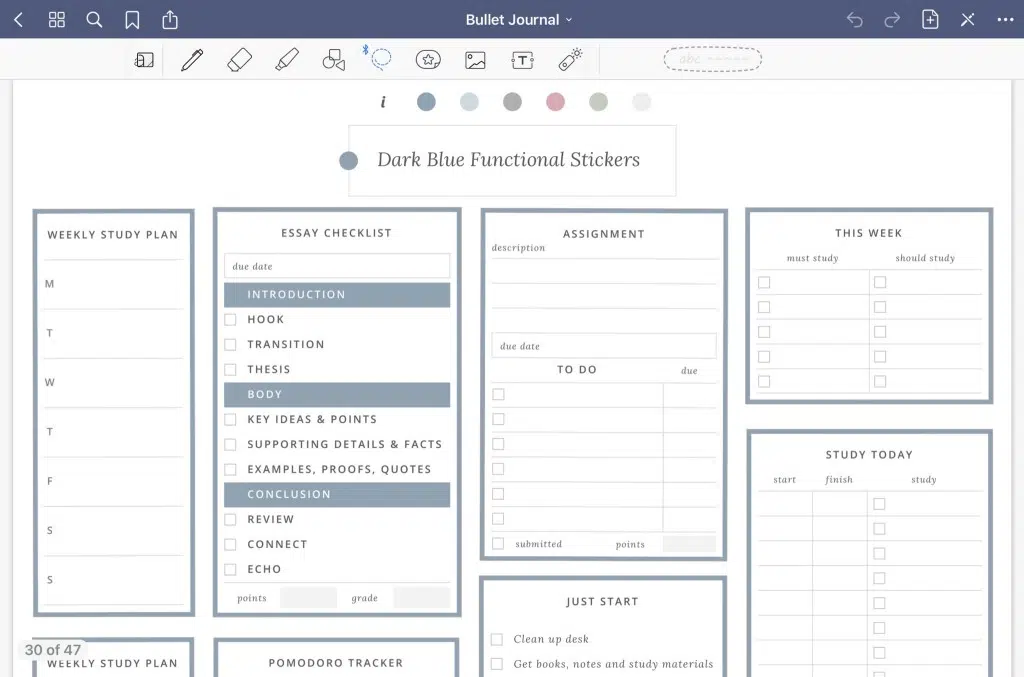 Bullet Journal
T
abc
i
Dark Blue Functional Stickers
WEEKLY STUDY PLAN
M
T
W
T
F
S
S
ESSAY CHECKLIST
due date
INTRODUCTION
HOOK
TRANSITION
THESIS
BODY
KEY IDEAS & POINTS
SUPPORTING DETAILS & FACTS
EXAMPLES, PROOFS, QUOTES
CONCLUSION
REVIEW
CONNECT
ECHO
points grade
ASSIGNMENT
description
due date
TO DO due
submitted points
THIS WEEK
must study should study
STUDY TODAY
start finish study
JUST START
Clean up desk
Get books, notes and study materials
30 of 47
WEEKLY STUDY PLAN
POMODORO TRACKER